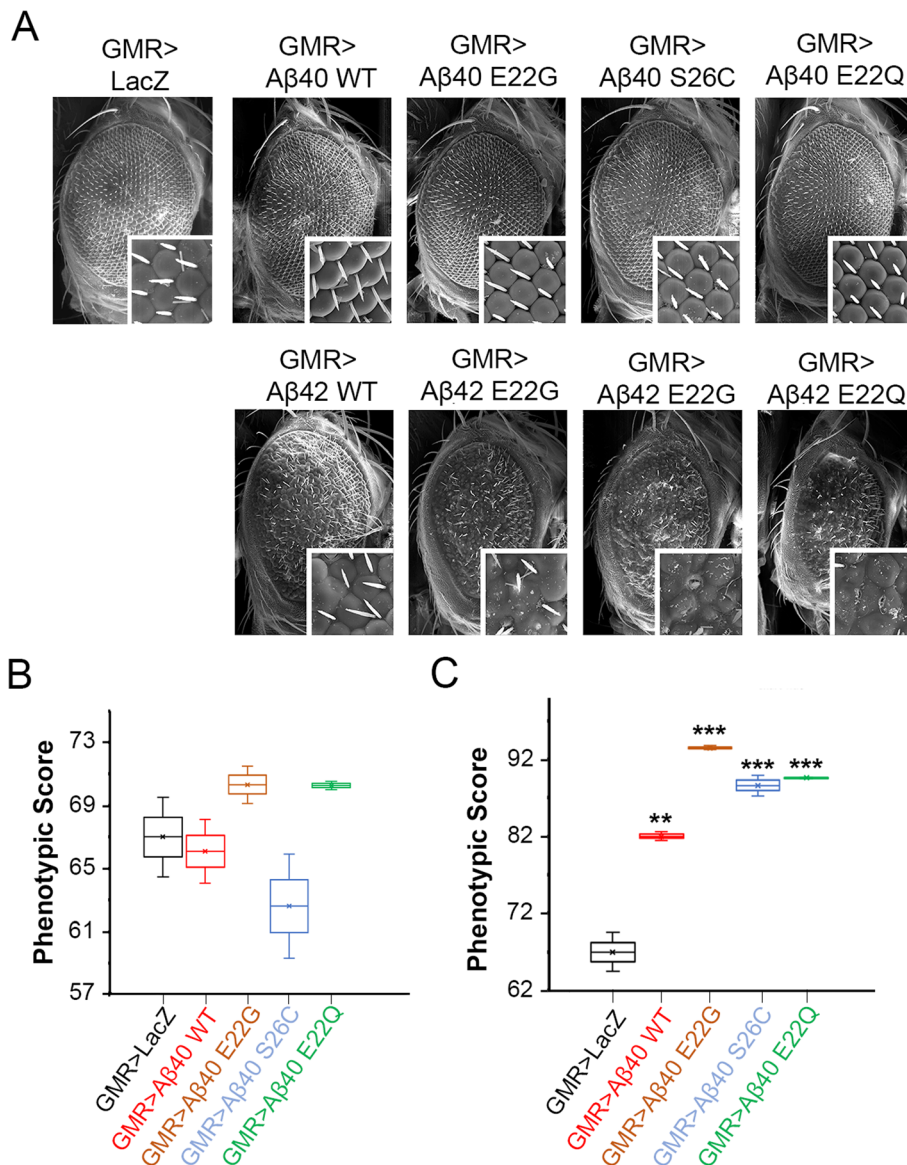 A
GMR>
LacZ
GMR>
Aβ40 WT
GMR>
Aβ40 E22G
GMR>
Aβ40 S26C
GMR>
Aβ40 E22Q
GMR>
Aβ42 WT
GMR>
Aβ42 E22G
GMR>
Aβ42 E22G
GMR>
Aβ42 E22Q
B
Phenotypic Score
73
69
65
61
57
GMR>LacZ
GMR>Aβ40 WT
GMR>Aβ40 E22G
GMR>Aβ40 S26C
GMR>Aβ40 E22Q
C
Phenotypic Score
92
82
72
62
**
***
***
***
GMR>LacZ
GMR>Aβ40 WT
GMR>Aβ40 E22G
GMR>Aβ40 S26C
GMR>Aβ40 E22Q